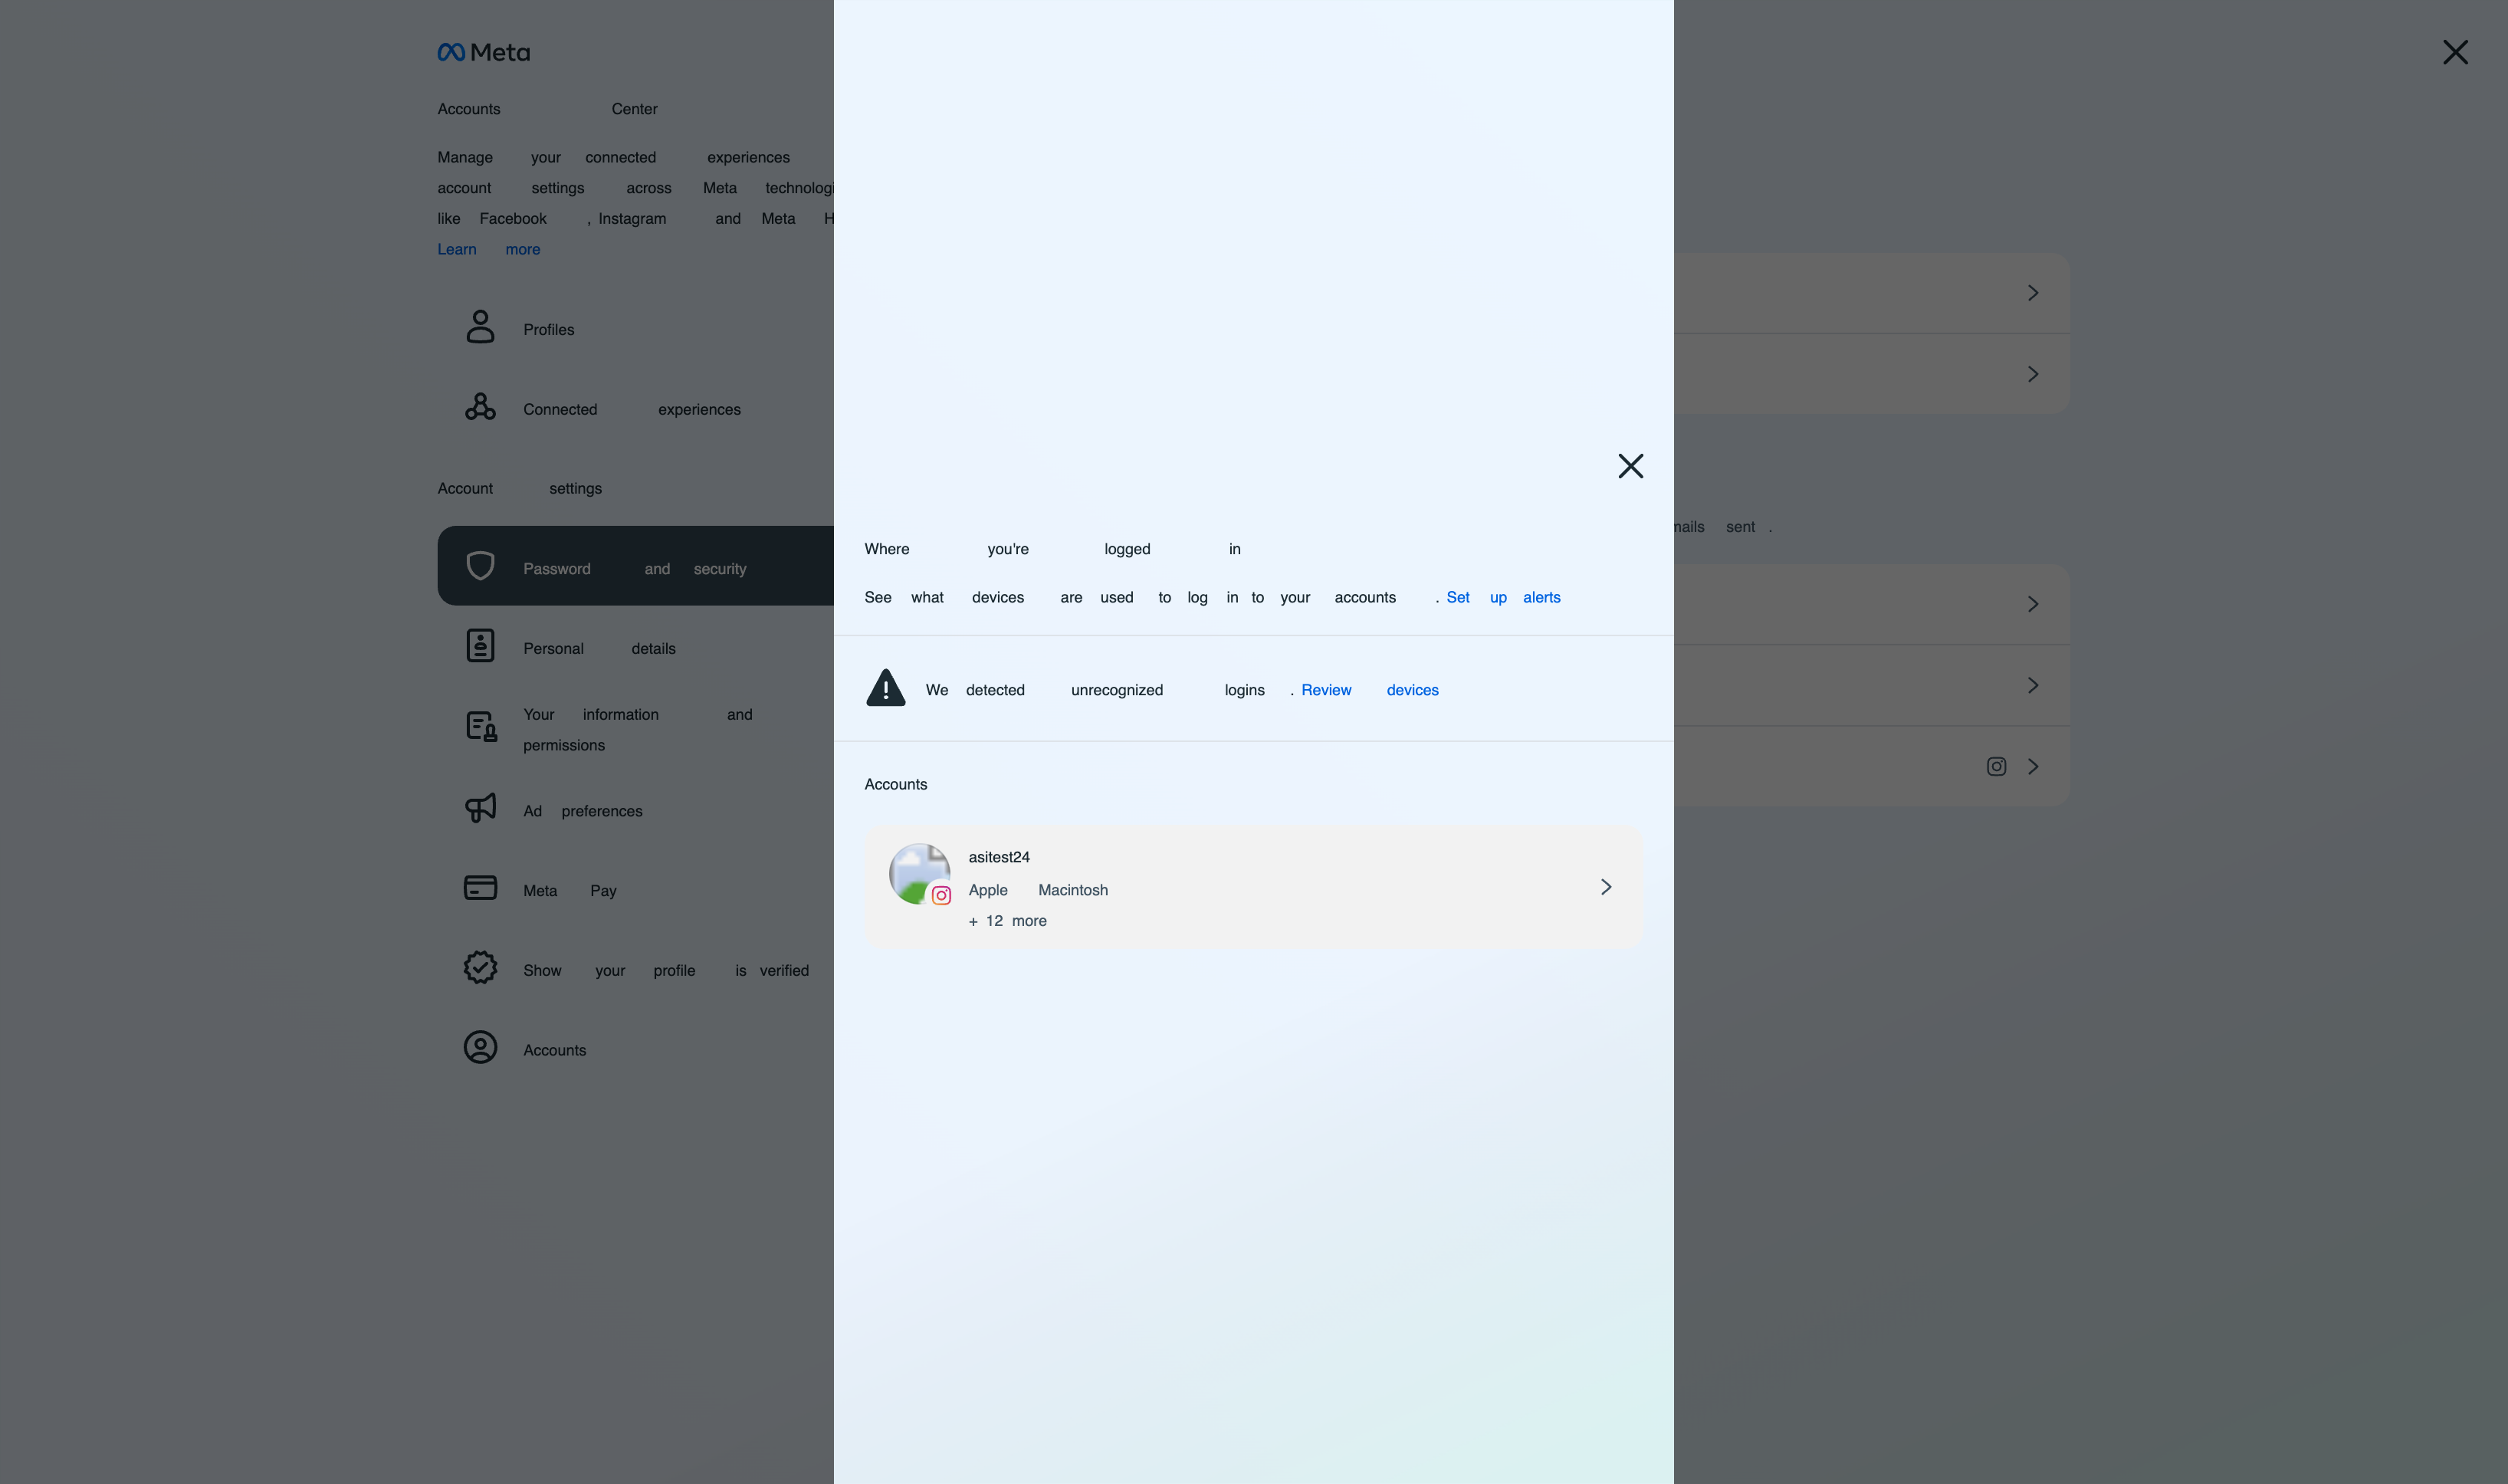 Meta
Accounts Center
Manage your connected experiences
account settings across Meta technologi
like Facebook, Instagram and Meta H
Learn more
Profiles
Connected experiences
Account settings
Password and security
Personal details
Your information and
permissions
Ad preferences
Meta Pay
Show your profile is verified
Accounts
Where you're logged in
See what devices are used to log in to your accounts. Set up alerts
We detected unrecognized logins. Review devices
Accounts
asitest24
Apple Macintosh
+ 12 more
mails sent.